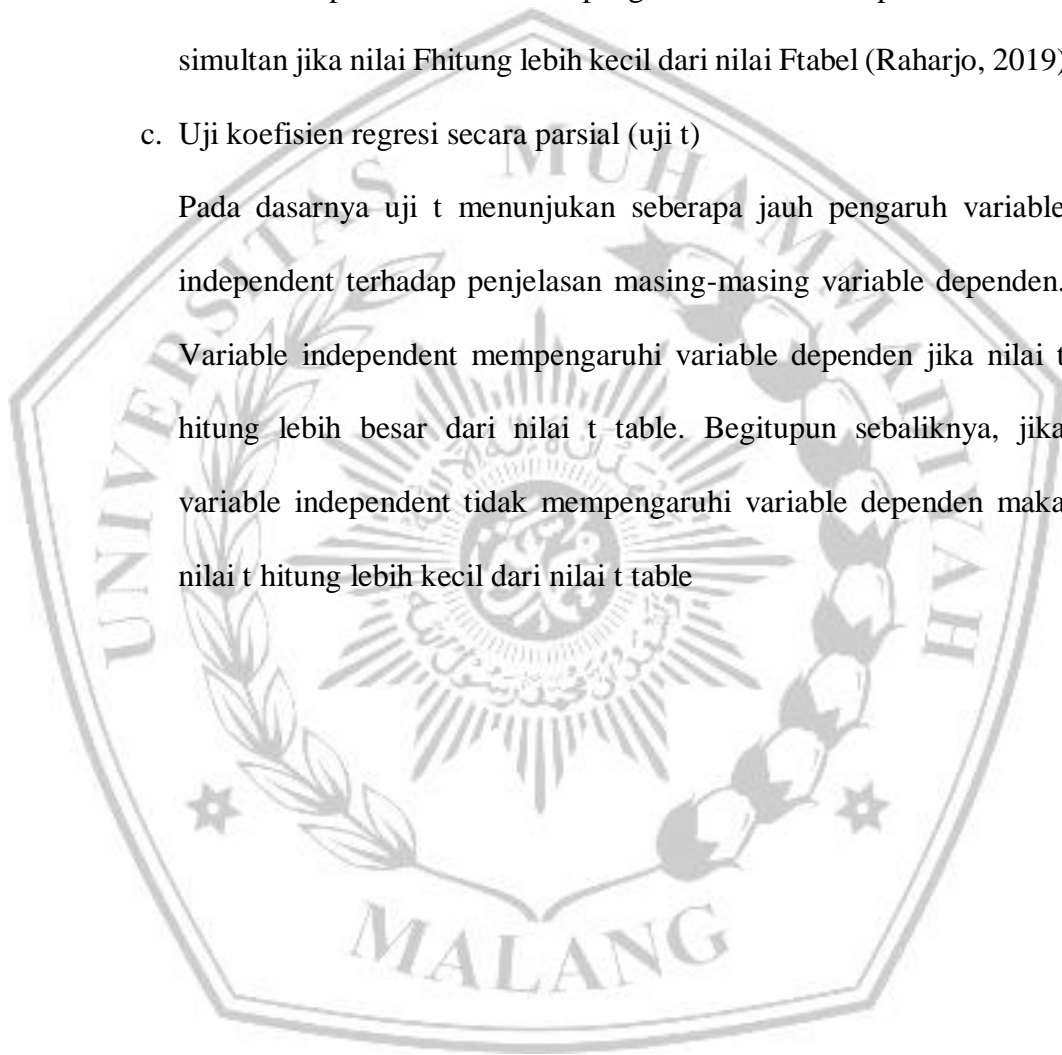 simultan jika nilai Fhitung lebih kecil dari nilai Ftabel (Raharjo, 2019)
c. Uji koefisien regresi secara parsial (uji t)
Pada dasarnya uji t menunjukan seberapa jauh pengaruh variable
independent terhadap penjelasan masing-masing variable dependen.
Variable independent mempengaruhi variable dependen jika nilai t
hitung lebih besar dari nilai t table. Begitupun sebaliknya, jika
variable independent tidak mempengaruhi variable dependen maka
nilai t hitung lebih kecil dari nilai t table
UNIVERSITAS MUHAMMADIYAH
MALANG